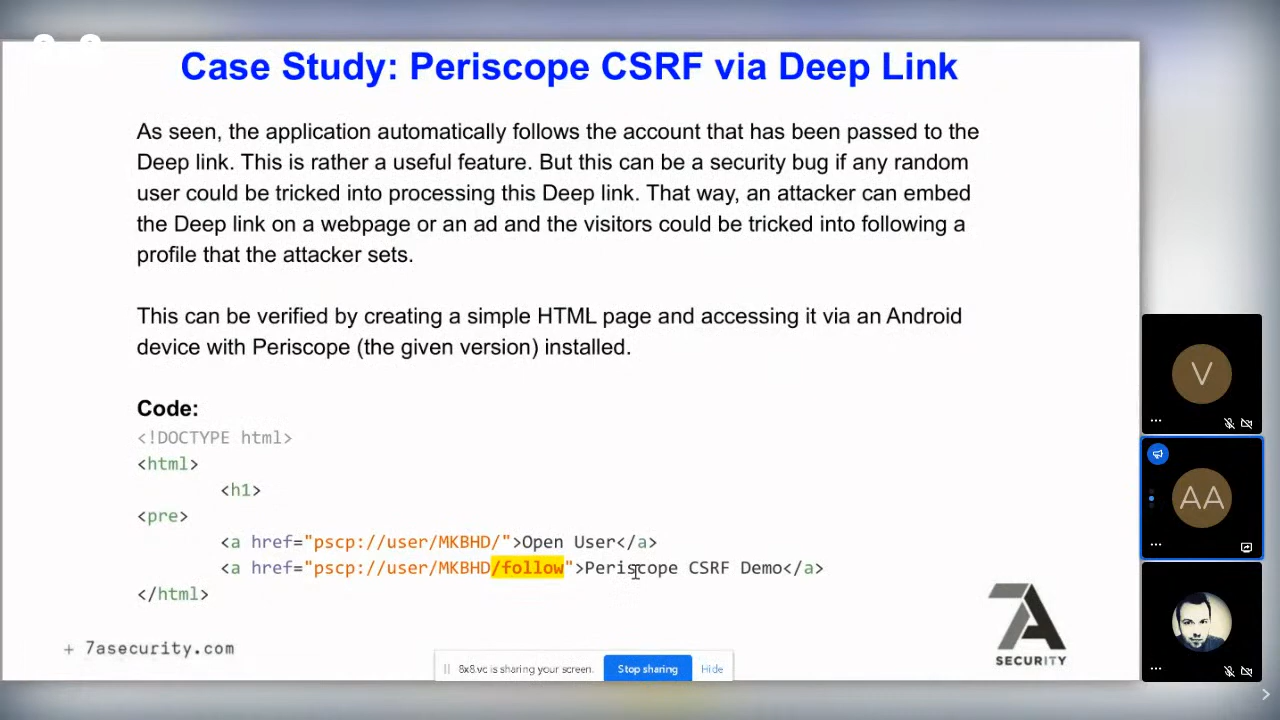 Case Study: Periscope CSRF via Deep Link
As seen, the application automatically follows the account that has been passed to the
Deep link. This is rather a useful feature. But this can be a security bug if any random
user could be tricked into processing this Deep link. That way, an attacker can embed
the Deep link on a webpage or an ad and the visitors could be tricked into following a
profile that the attacker sets.
This can be verified by creating a simple HTML page and accessing it via an Android
device with Periscope (the given version) installed.
Code:
<!DOCTYPE html>
<html>
<h1>
<pre>
<a href="pscp://user/MKBHD/">Open User</a>
<a href="pscp://user/MKBHD/follow">Periscope CSRF Demo</a>
</html>
+ 7asecurity.com
7A
SECURITY
8x8.vc is sharing your screen.
Stop sharing
Hide
V
AA